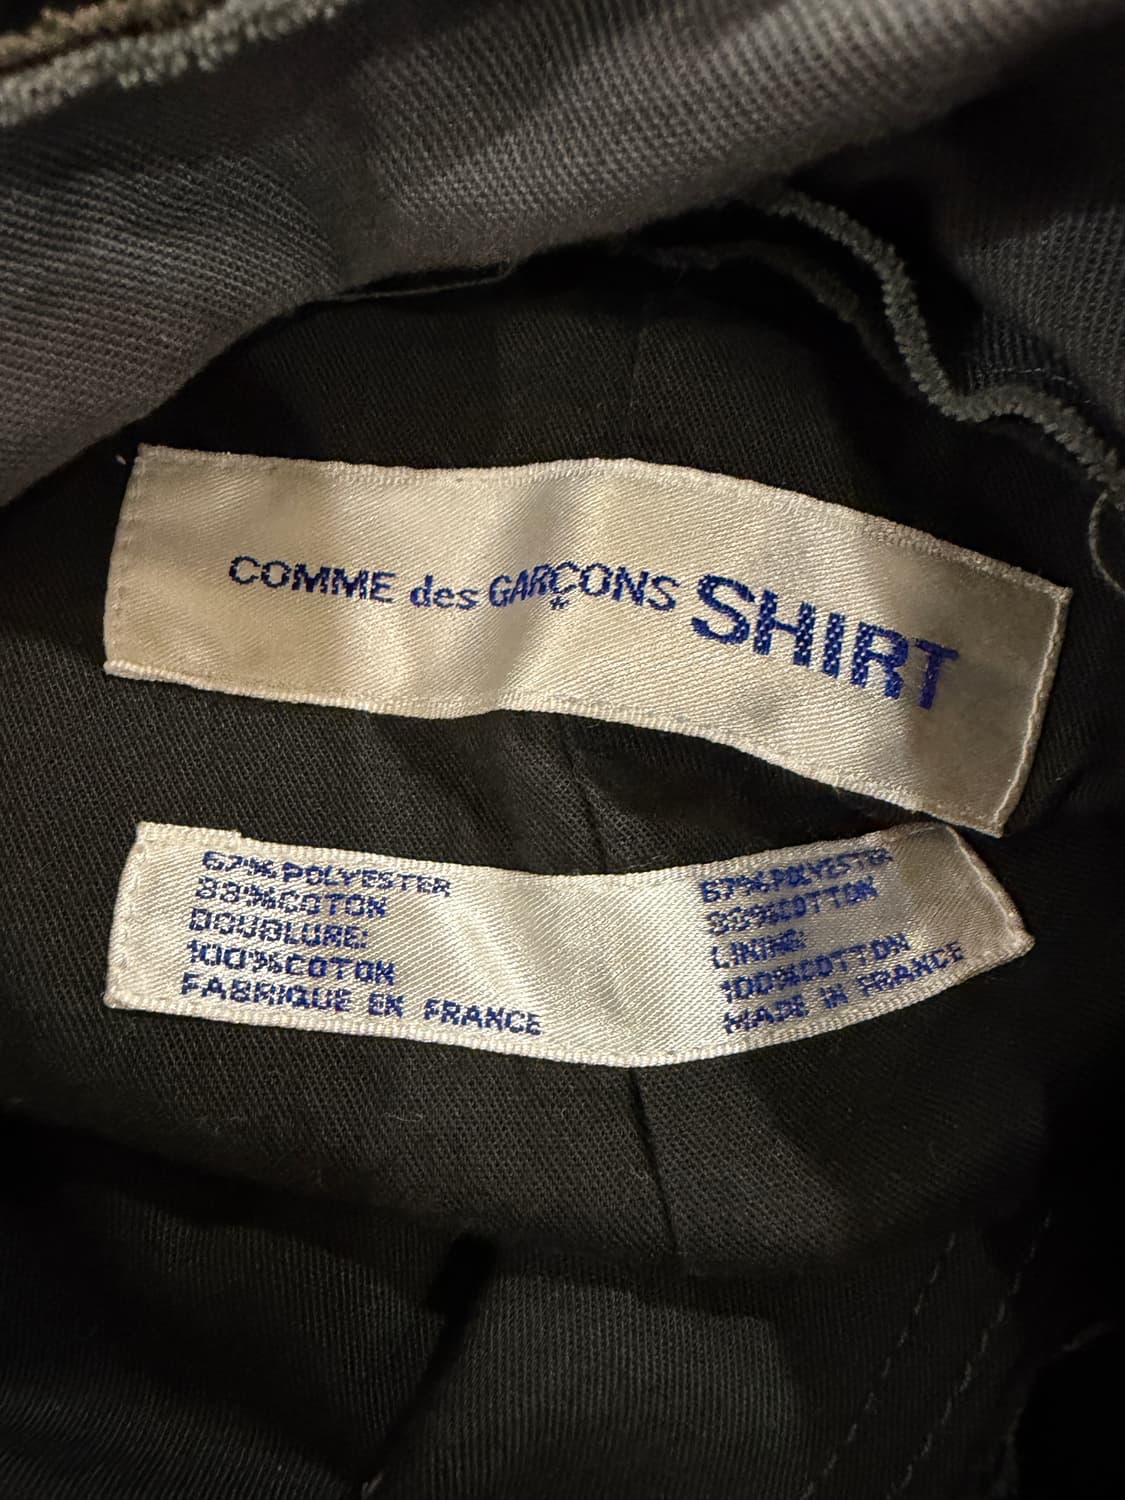 COMME des GARÇONS SHIRT
*
67% POLYESTER
33% COTON
DOUBLURE:
100% COTON
FABRIQUE EN FRANCE
67% POLYESTER
33% COTTON
LINING:
100% COTTON
MADE IN FRANCE